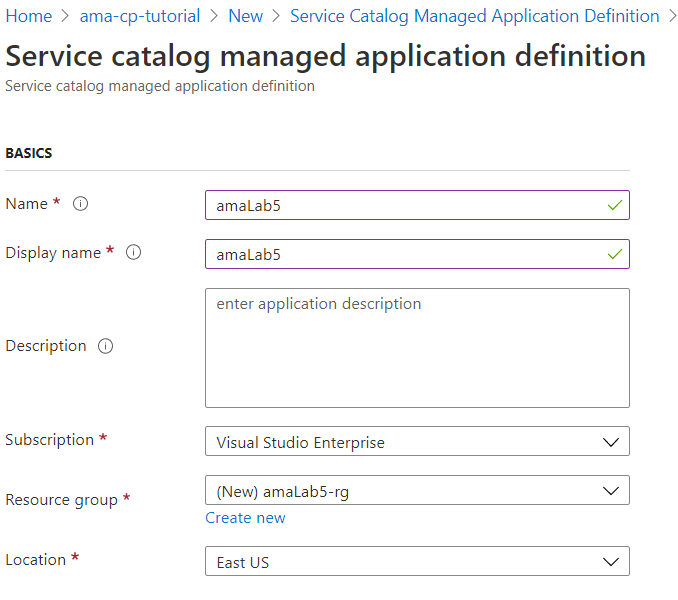 Home > ama-cp-tutorial > New > Service Catalog Managed Application Definition >
Service catalog managed application definition
Service catalog managed application definition
BASICS
Name *
amaLab5
Display name *
amaLab5
Description
enter application description
Subscription *
Visual Studio Enterprise
Resource group *
(New) amaLab5-rg
Create new
Location *
East US